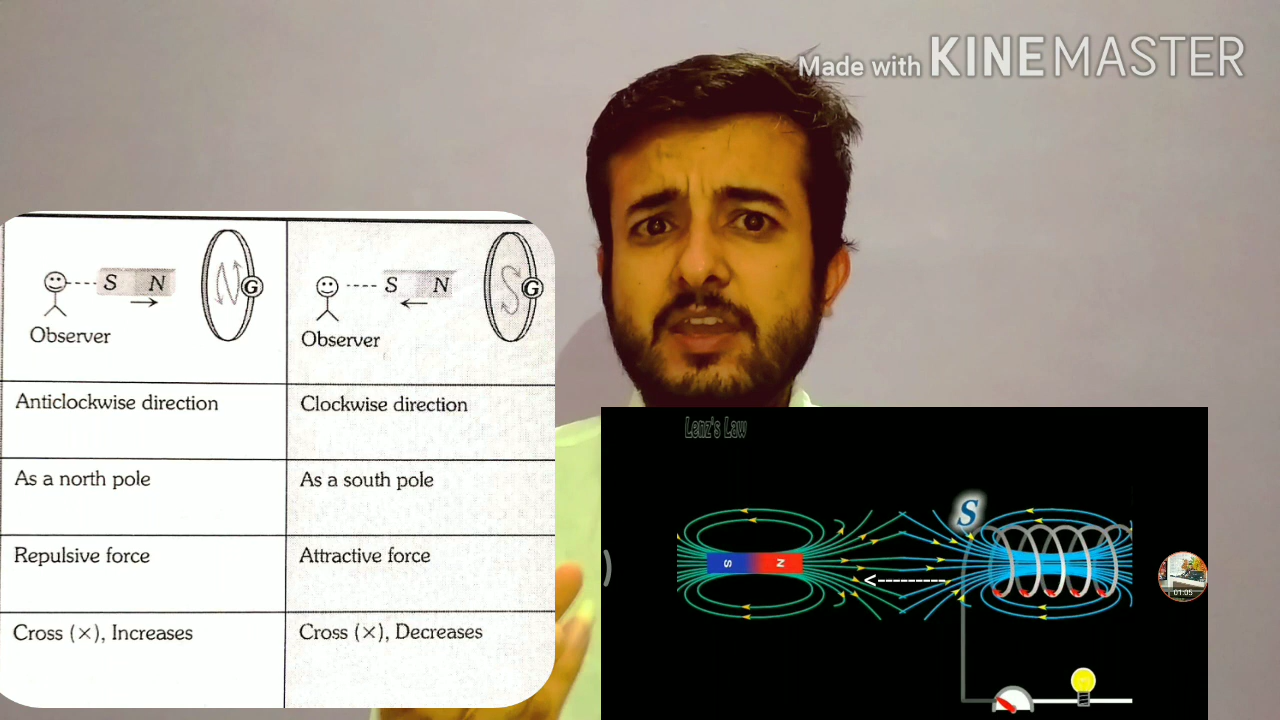 Made with KINEMASTER
S N N G
S N S G
Observer
Observer
Anticlockwise direction
Clockwise direction
As a north pole
As a south pole
Repulsive force
Attractive force
Cross (×), Increases
Cross (×), Decreases
Lenz's Law
S
S N
01:05